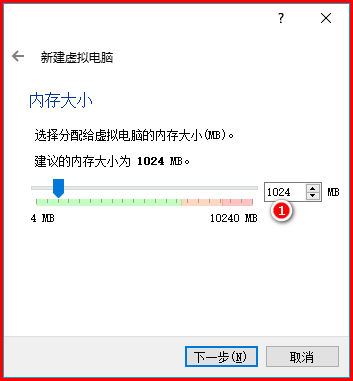 ?
新建虚拟电脑
内存大小
选择分配给虚拟电脑的内存大小(MB)。
建议的内存大小为 1024 MB。
1024 MB
1
4 MB 10240 MB
下一步(N) 取消